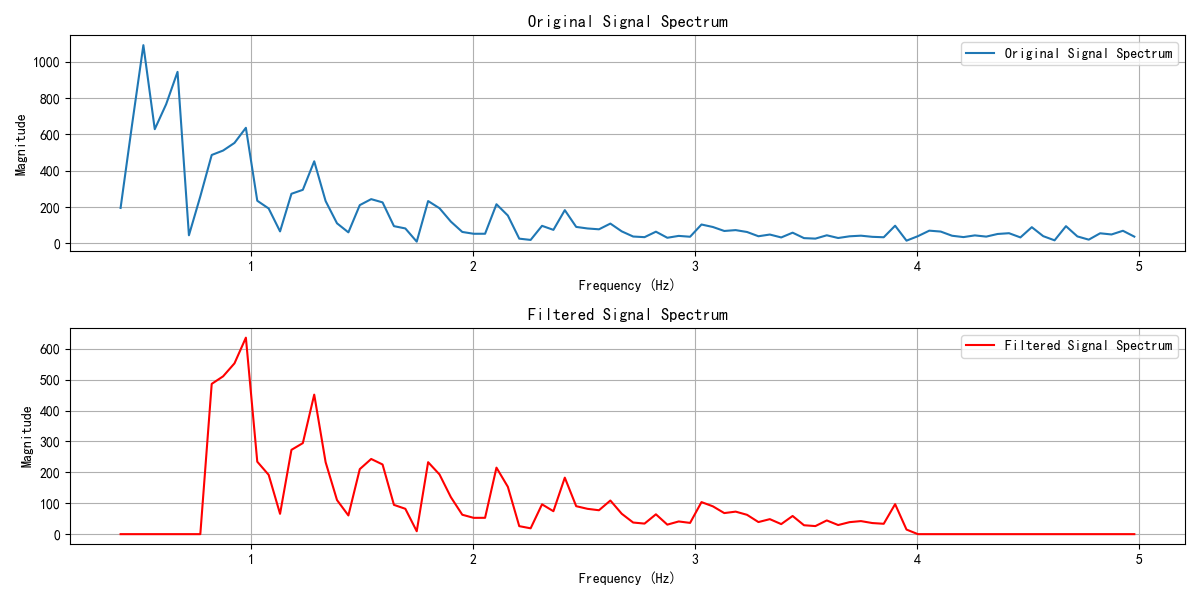 Original Signal Spectrum
Original Signal Spectrum
Magnitude
1000
800
600
400
200
0
1 2 3 4 5
Frequency (Hz)
Filtered Signal Spectrum
Filtered Signal Spectrum
Magnitude
600
500
400
300
200
100
0
1 2 3 4 5
Frequency (Hz)